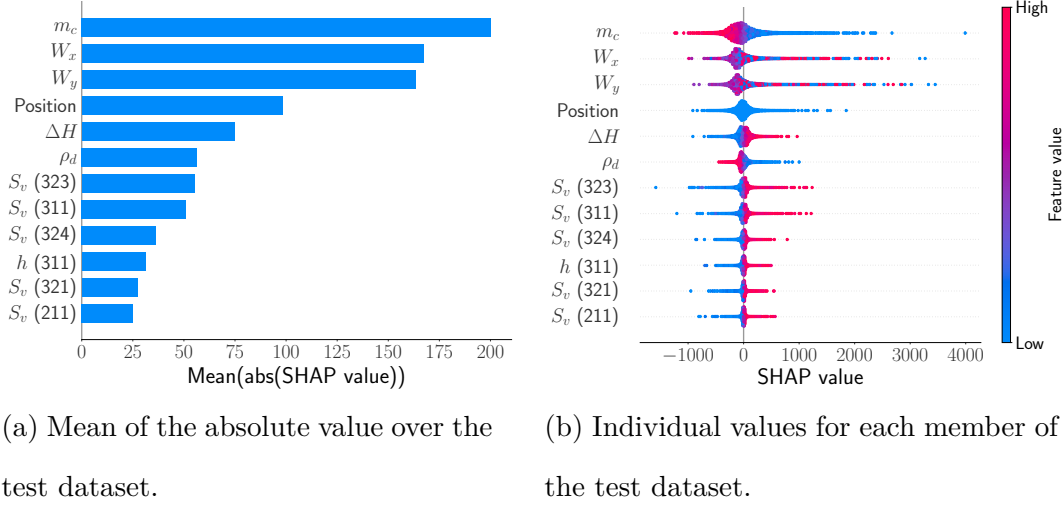 m_c
W_x
W_y
Position
ΔH
ρ_d
S_v (323)
S_v (311)
S_v (324)
h (311)
S_v (321)
S_v (211)
0 25 50 75 100 125 150 175 200
Mean(abs(SHAP value))
(a) Mean of the absolute value over the
test dataset.
m_c
W_x
W_y
Position
ΔH
ρ_d
S_v (323)
S_v (311)
S_v (324)
h (311)
S_v (321)
S_v (211)
−1000 0 1000 2000 3000 4000
SHAP value
High
Feature value
Low
(b) Individual values for each member of
the test dataset.